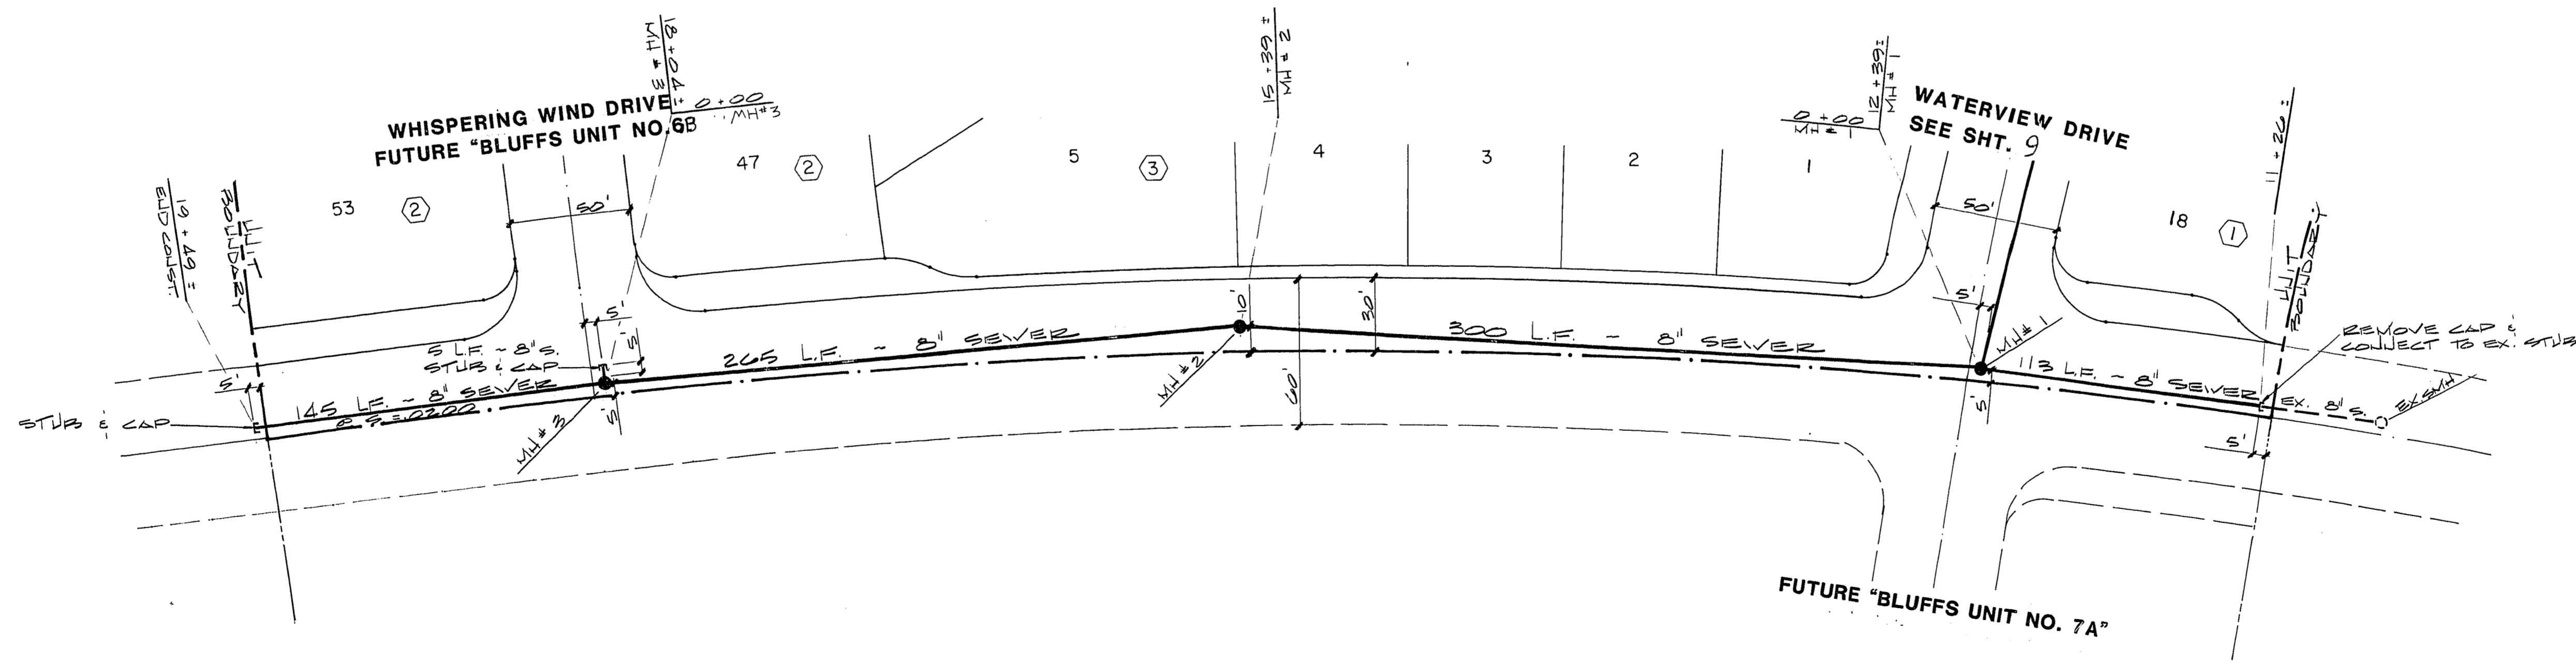 WHISPERING WIND DRIVE
FUTURE "BLUFFS UNIT NO. 6B
18 + 04 ±
MH # 3
0 + 00
MH#3
15 + 39 ±
MH # 2
12 + 39 ±
MH # 1
0 + 00
MH # 1
WATERVIEW DRIVE
SEE SHT. 9
11 + 26 ±
19 + 49 ±
END CONST.
UNIT
BOUNDARY
53
2
50'
47
2
5
3
4
3
2
1
50'
18
1
UNIT
BOUNDARY
REMOVE CAP &
CONNECT TO EX. STUB
5'
5 L.F. ~ 8" S.
STUB & CAP
5'
5'
265 L.F. ~ 8" SEWER
10'
30'
60'
300 L.F. ~ 8" SEWER
5'
MH # 1
113 L.F. ~ 8" SEWER
EX. 8" S.
EX. SMH
STUB & CAP
145 L.F. ~ 8" SEWER
@ S = .0200
MH # 3
5'
MH # 2
5'
5'
FUTURE "BLUFFS UNIT NO. 7A"